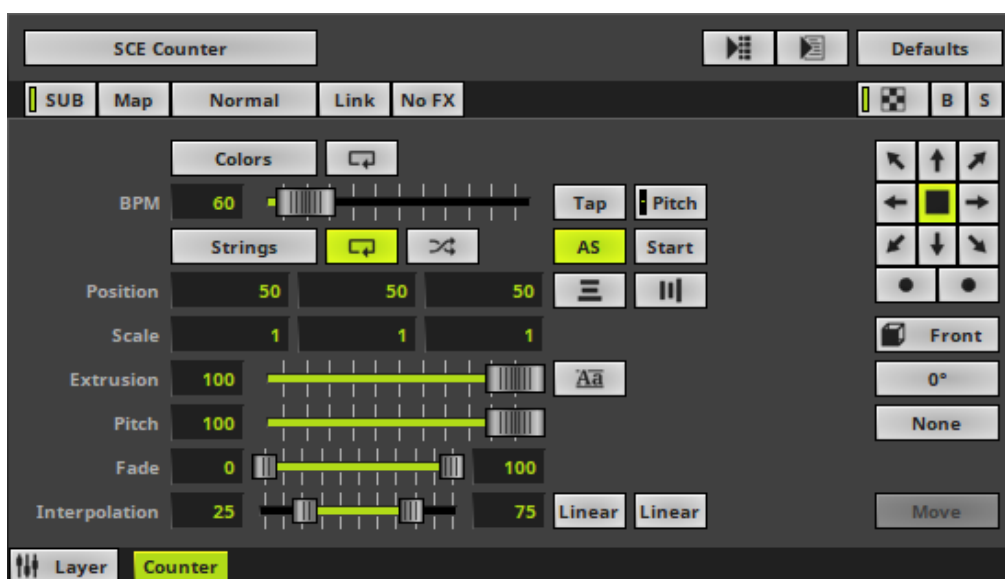 SCE Counter Defaults
SUB Map Normal Link No FX B S
Colors
BPM 60 Tap Pitch
Strings AS Start
Position 50 50 50
Scale 1 1 1 Front
Extrusion 100 Aa 0°
Pitch 100 None
Fade 0 100
Interpolation 25 75 Linear Linear Move
Layer Counter